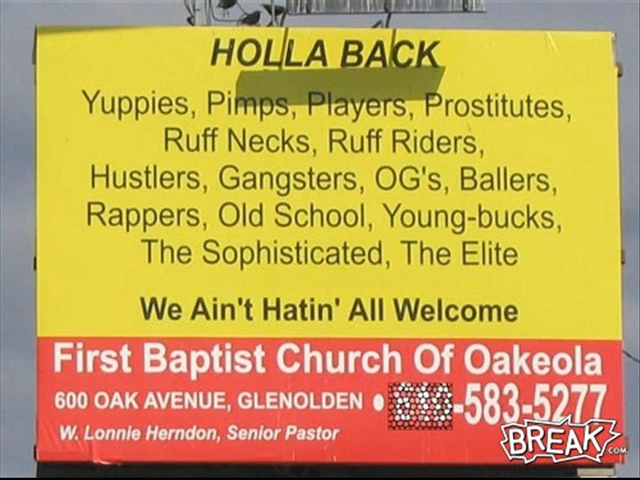 HOLLA BACK
Yuppies, Pimps, Players, Prostitutes,
Ruff Necks, Ruff Riders,
Hustlers, Gangsters, OG's, Ballers,
Rappers, Old School, Young-bucks,
The Sophisticated, The Elite
We Ain't Hatin' All Welcome
First Baptist Church Of Oakeola
600 OAK AVENUE, GLENOLDEN • -583-5277
W. Lonnie Herndon, Senior Pastor
BREAK.COM